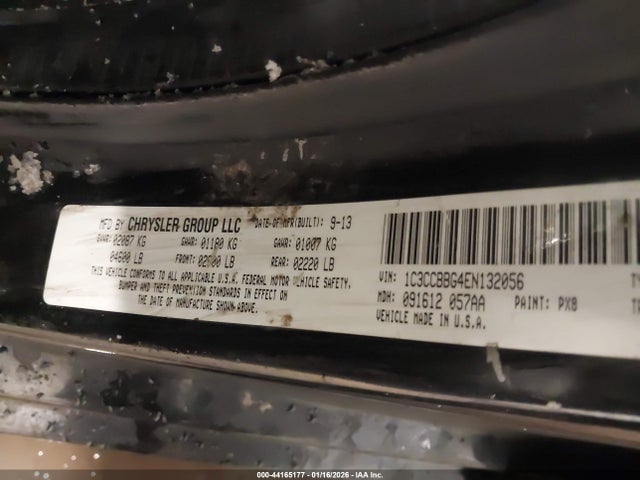 MFD BY CHRYSLER GROUP LLC DATE-OF-MFR(BUILT): 9-13
GVWR: 02087 KG GAWR: 01180 KG GAWR: 01007 KG
04600 LB FRONT: 02600 LB REAR: 02220 LB
THIS VEHICLE CONFORMS TO ALL APPLICABLE U.S.A. FEDERAL MOTOR VEHICLE SAFETY,
BUMPER AND THEFT PREVENTION STANDARDS IN EFFECT ON
THE DATE OF MANUFACTURE SHOWN ABOVE.
VIN: 1C3CCBBG4EN132056
MDH: 091612 057AA PAINT: PX8
VEHICLE MADE IN U.S.A.
000-44165177 - 01/16/2026 - IAA Inc.